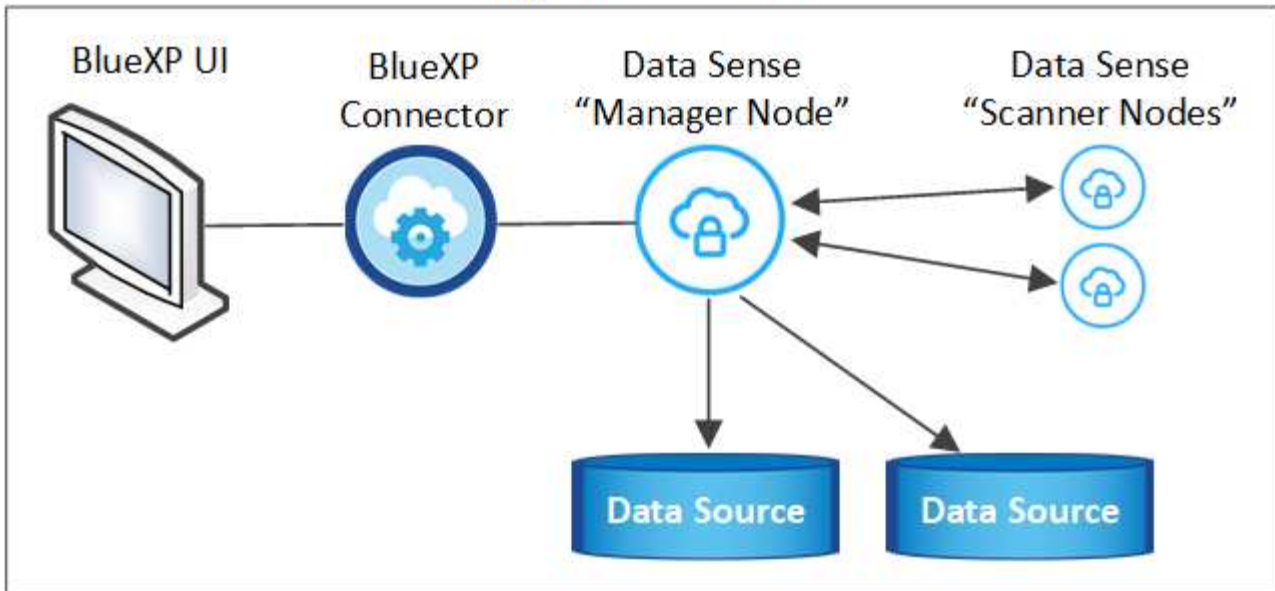 BlueXP UI
BlueXP
Connector
Data Sense
“Manager Node”
Data Sense
“Scanner Nodes”
Data Source
Data Source